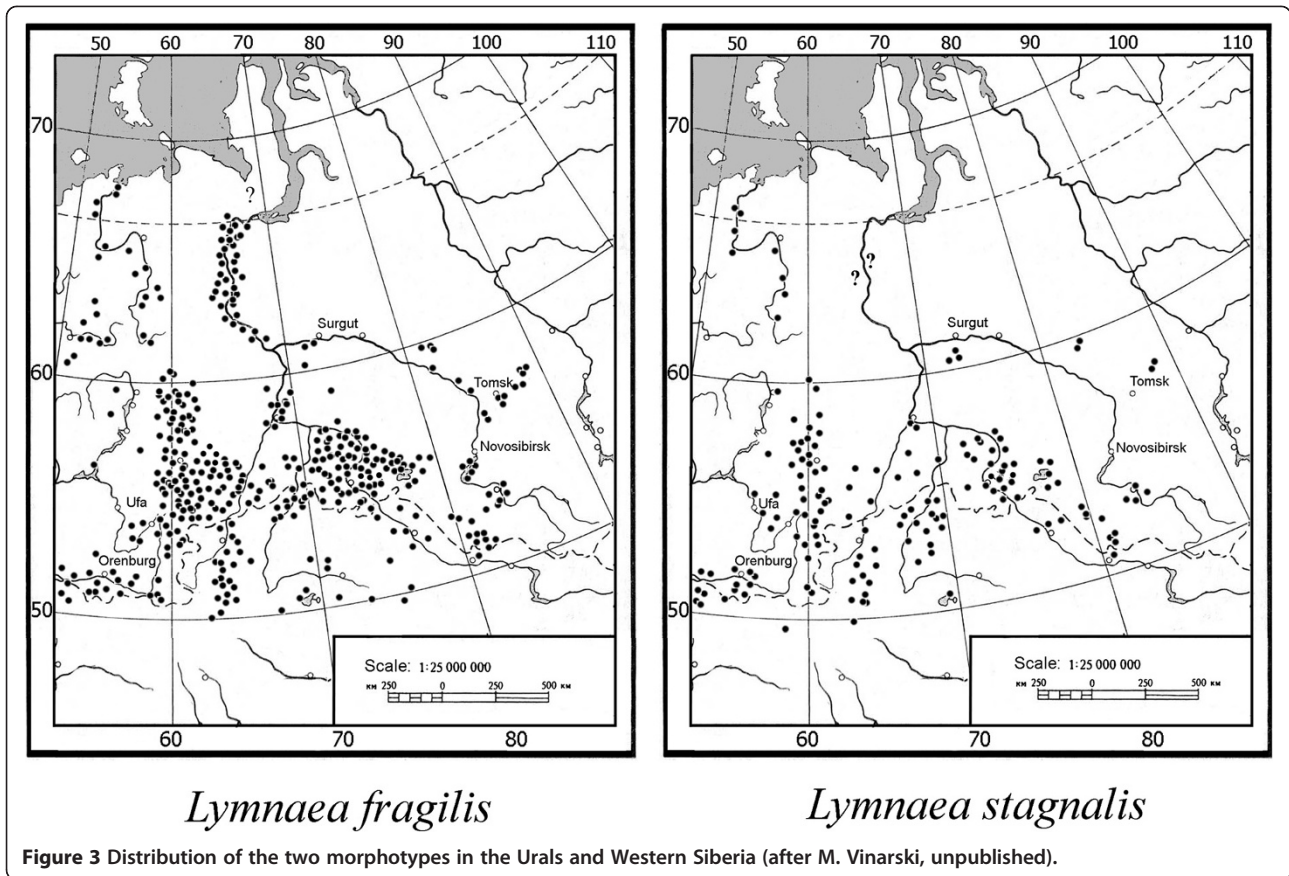 50 60 70 80 90 100 110
70
?
Surgut
60
Tomsk
Novosibirsk
Ufa
Orenburg
50
Scale: 1:25 000 000
км 250 0 250 500 км
60 70 80
Lymnaea fragilis
50 60 70 80 90 100 110
70
? ?
Surgut
60
Tomsk
Novosibirsk
Ufa
Orenburg
50
Scale: 1:25 000 000
км 250 0 250 500 км
60 70 80
Lymnaea stagnalis
Figure 3 Distribution of the two morphotypes in the Urals and Western Siberia (after M. Vinarski, unpublished).